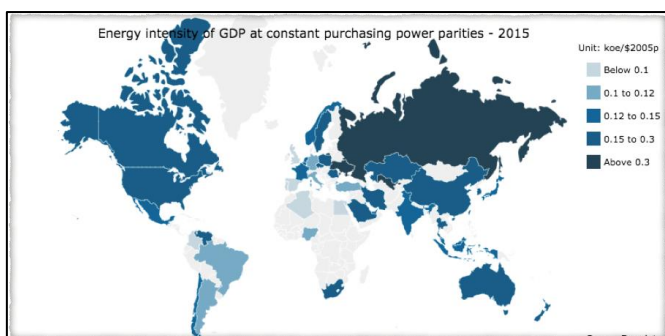 Energy intensity of GDP at constant purchasing power parities - 2015
Unit: koe/$2005p
Below 0.1
0.1 to 0.12
0.12 to 0.15
0.15 to 0.3
Above 0.3